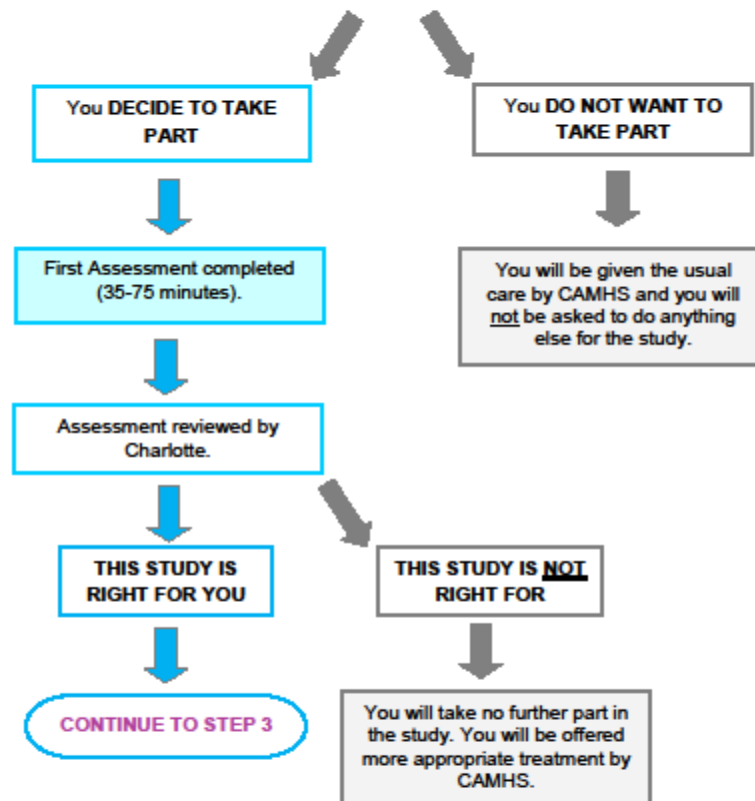 You DECIDE TO TAKE
PART
You DO NOT WANT TO
TAKE PART
First Assessment completed
(35-75 minutes).
You will be given the usual
care by CAMHS and you will
not be asked to do anything
else for the study.
Assessment reviewed by
Charlotte.
THIS STUDY IS
RIGHT FOR YOU
THIS STUDY IS NOT
RIGHT FOR
CONTINUE TO STEP 3
You will take no further part in
the study. You will be offered
more appropriate treatment by
CAMHS.